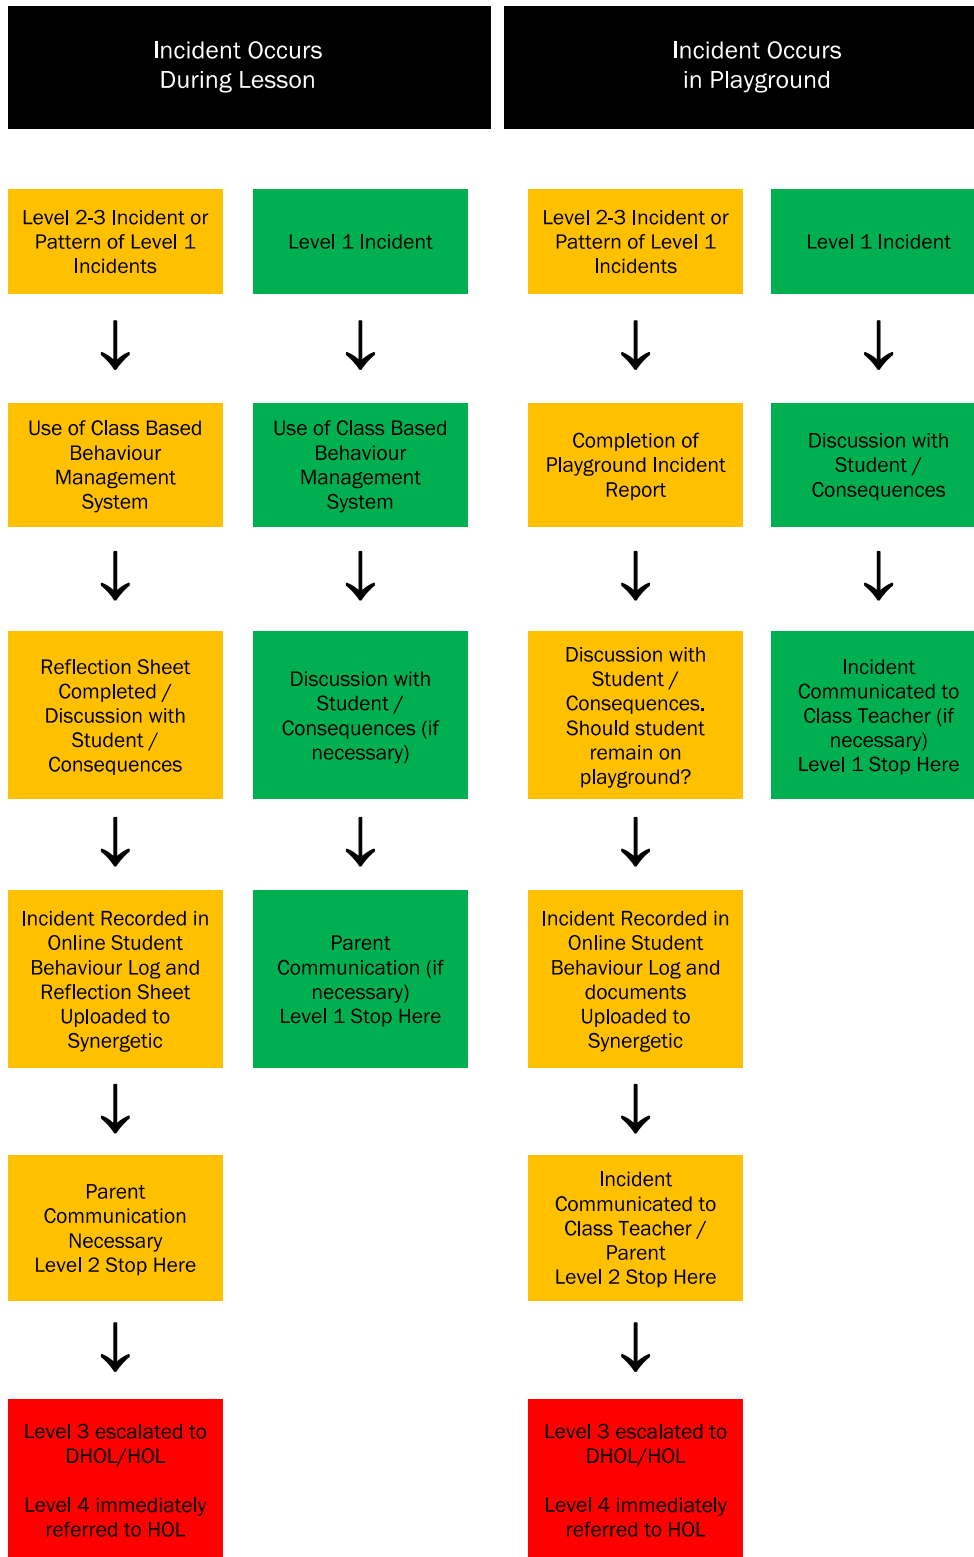 Incident Occurs
During Lesson
Incident Occurs
in Playground
Level 2-3 Incident or
Pattern of Level 1
Incidents
Level 1 Incident
Level 2-3 Incident or
Pattern of Level 1
Incidents
Level 1 Incident
Use of Class Based
Behaviour
Management
System
Use of Class Based
Behaviour
Management
System
Completion of
Playground Incident
Report
Discussion with
Student /
Consequences
Reflection Sheet
Completed /
Discussion with
Student /
Consequences
Discussion with
Student /
Consequences (if
necessary)
Discussion with
Student /
Consequences.
Should student
remain on
playground?
Incident
Communicated to
Class Teacher (if
necessary)
Level 1 Stop Here
Incident Recorded in
Online Student
Behaviour Log and
Reflection Sheet
Uploaded to
Synergetic
Parent
Communication (if
necessary)
Level 1 Stop Here
Incident Recorded in
Online Student
Behaviour Log and
documents
Uploaded to
Synergetic
Parent
Communication
Necessary
Level 2 Stop Here
Incident
Communicated to
Class Teacher /
Parent
Level 2 Stop Here
Level 3 escalated to
DHOL/HOL
Level 4 immediately
referred to HOL
Level 3 escalated to
DHOL/HOL
Level 4 immediately
referred to HOL